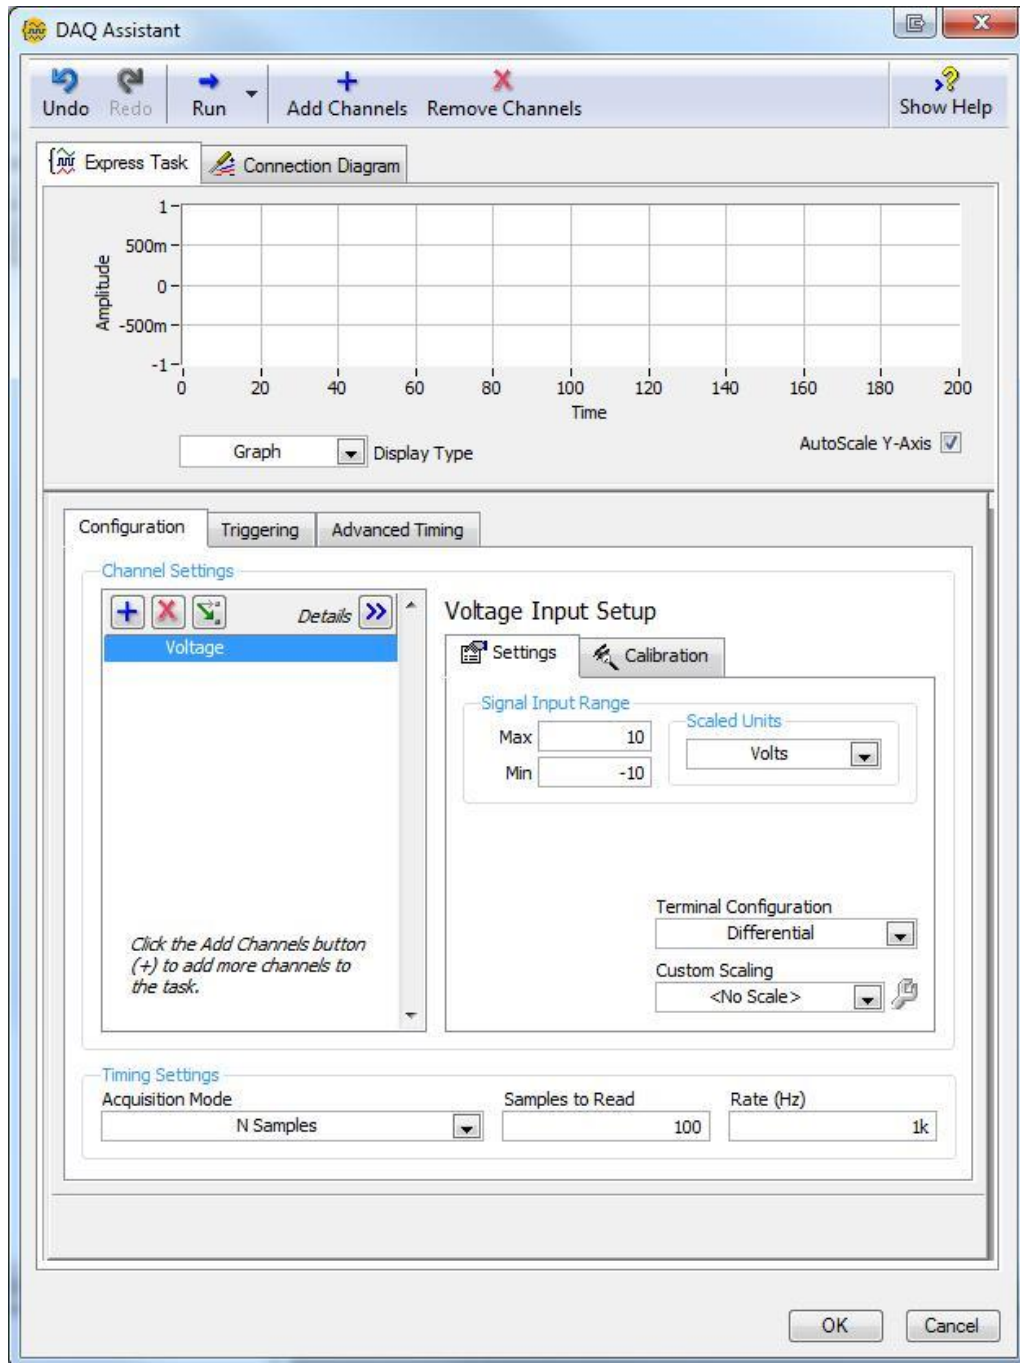 DAQ Assistant
Undo Redo Run Add Channels Remove Channels Show Help
Express Task Connection Diagram
1
500m
0
-500m
-1
Amplitude
0 20 40 60 80 100 120 140 160 180 200
Time
Graph Display Type AutoScale Y-Axis
Configuration Triggering Advanced Timing
Channel Settings
Details
Voltage
Click the Add Channels button
(+) to add more channels to
the task.
Voltage Input Setup
Settings Calibration
Signal Input Range
Max 10
Min -10
Scaled Units
Volts
Terminal Configuration
Differential
Custom Scaling
<No Scale>
Timing Settings
Acquisition Mode Samples to Read Rate (Hz)
N Samples 100 1k
OK Cancel